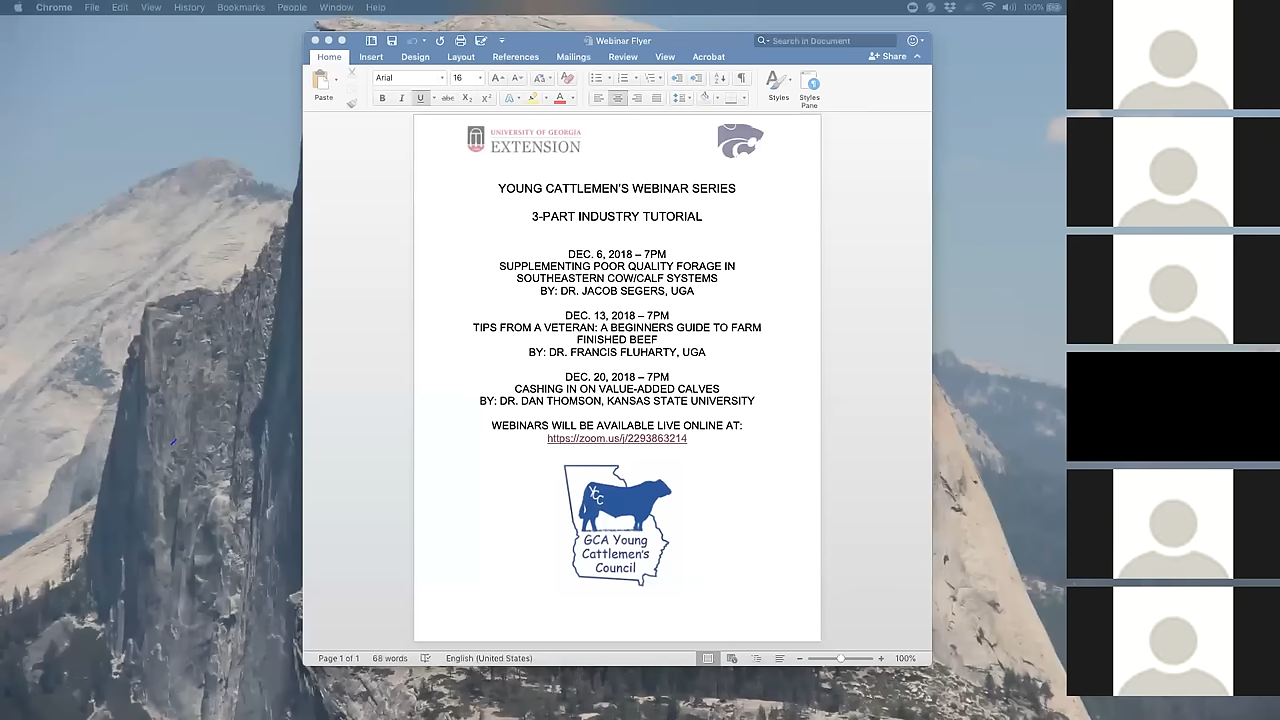 Chrome File Edit View History Bookmarks People Window Help
100%
Webinar Flyer
Search in Document
Home Insert Design Layout References Mailings Review View Acrobat
Share
Arial
16
Paste
Styles
Styles Pane
UNIVERSITY OF GEORGIA
EXTENSION
YOUNG CATTLEMEN'S WEBINAR SERIES
3-PART INDUSTRY TUTORIAL
DEC. 6, 2018 – 7PM
SUPPLEMENTING POOR QUALITY FORAGE IN
SOUTHEASTERN COW/CALF SYSTEMS
BY: DR. JACOB SEGERS, UGA
DEC. 13, 2018 – 7PM
TIPS FROM A VETERAN: A BEGINNERS GUIDE TO FARM
FINISHED BEEF
BY: DR. FRANCIS FLUHARTY, UGA
DEC. 20, 2018 – 7PM
CASHING IN ON VALUE-ADDED CALVES
BY: DR. DAN THOMSON, KANSAS STATE UNIVERSITY
WEBINARS WILL BE AVAILABLE LIVE ONLINE AT:
https://zoom.us/j/2293863214
YCC
GCA Young
Cattlemen's
Council
Page 1 of 1 68 words English (United States) 100%